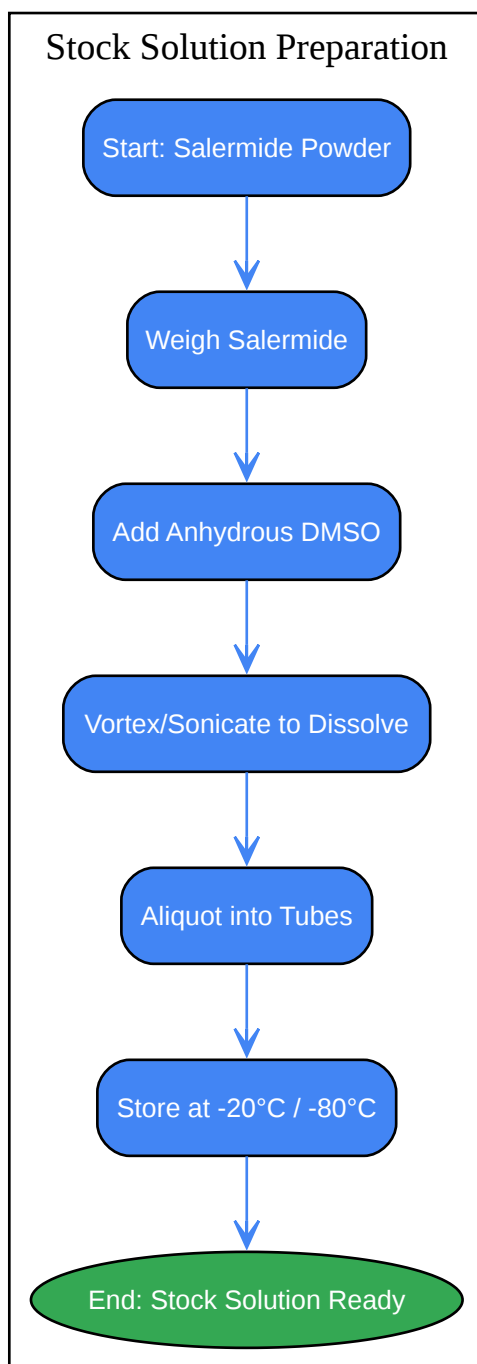 Stock Solution Preparation
Start: Salermide Powder
Weigh Salermide
Add Anhydrous DMSO
Vortex/Sonicate to Dissolve
Aliquot into Tubes
Store at -20°C / -80°C
End: Stock Solution Ready